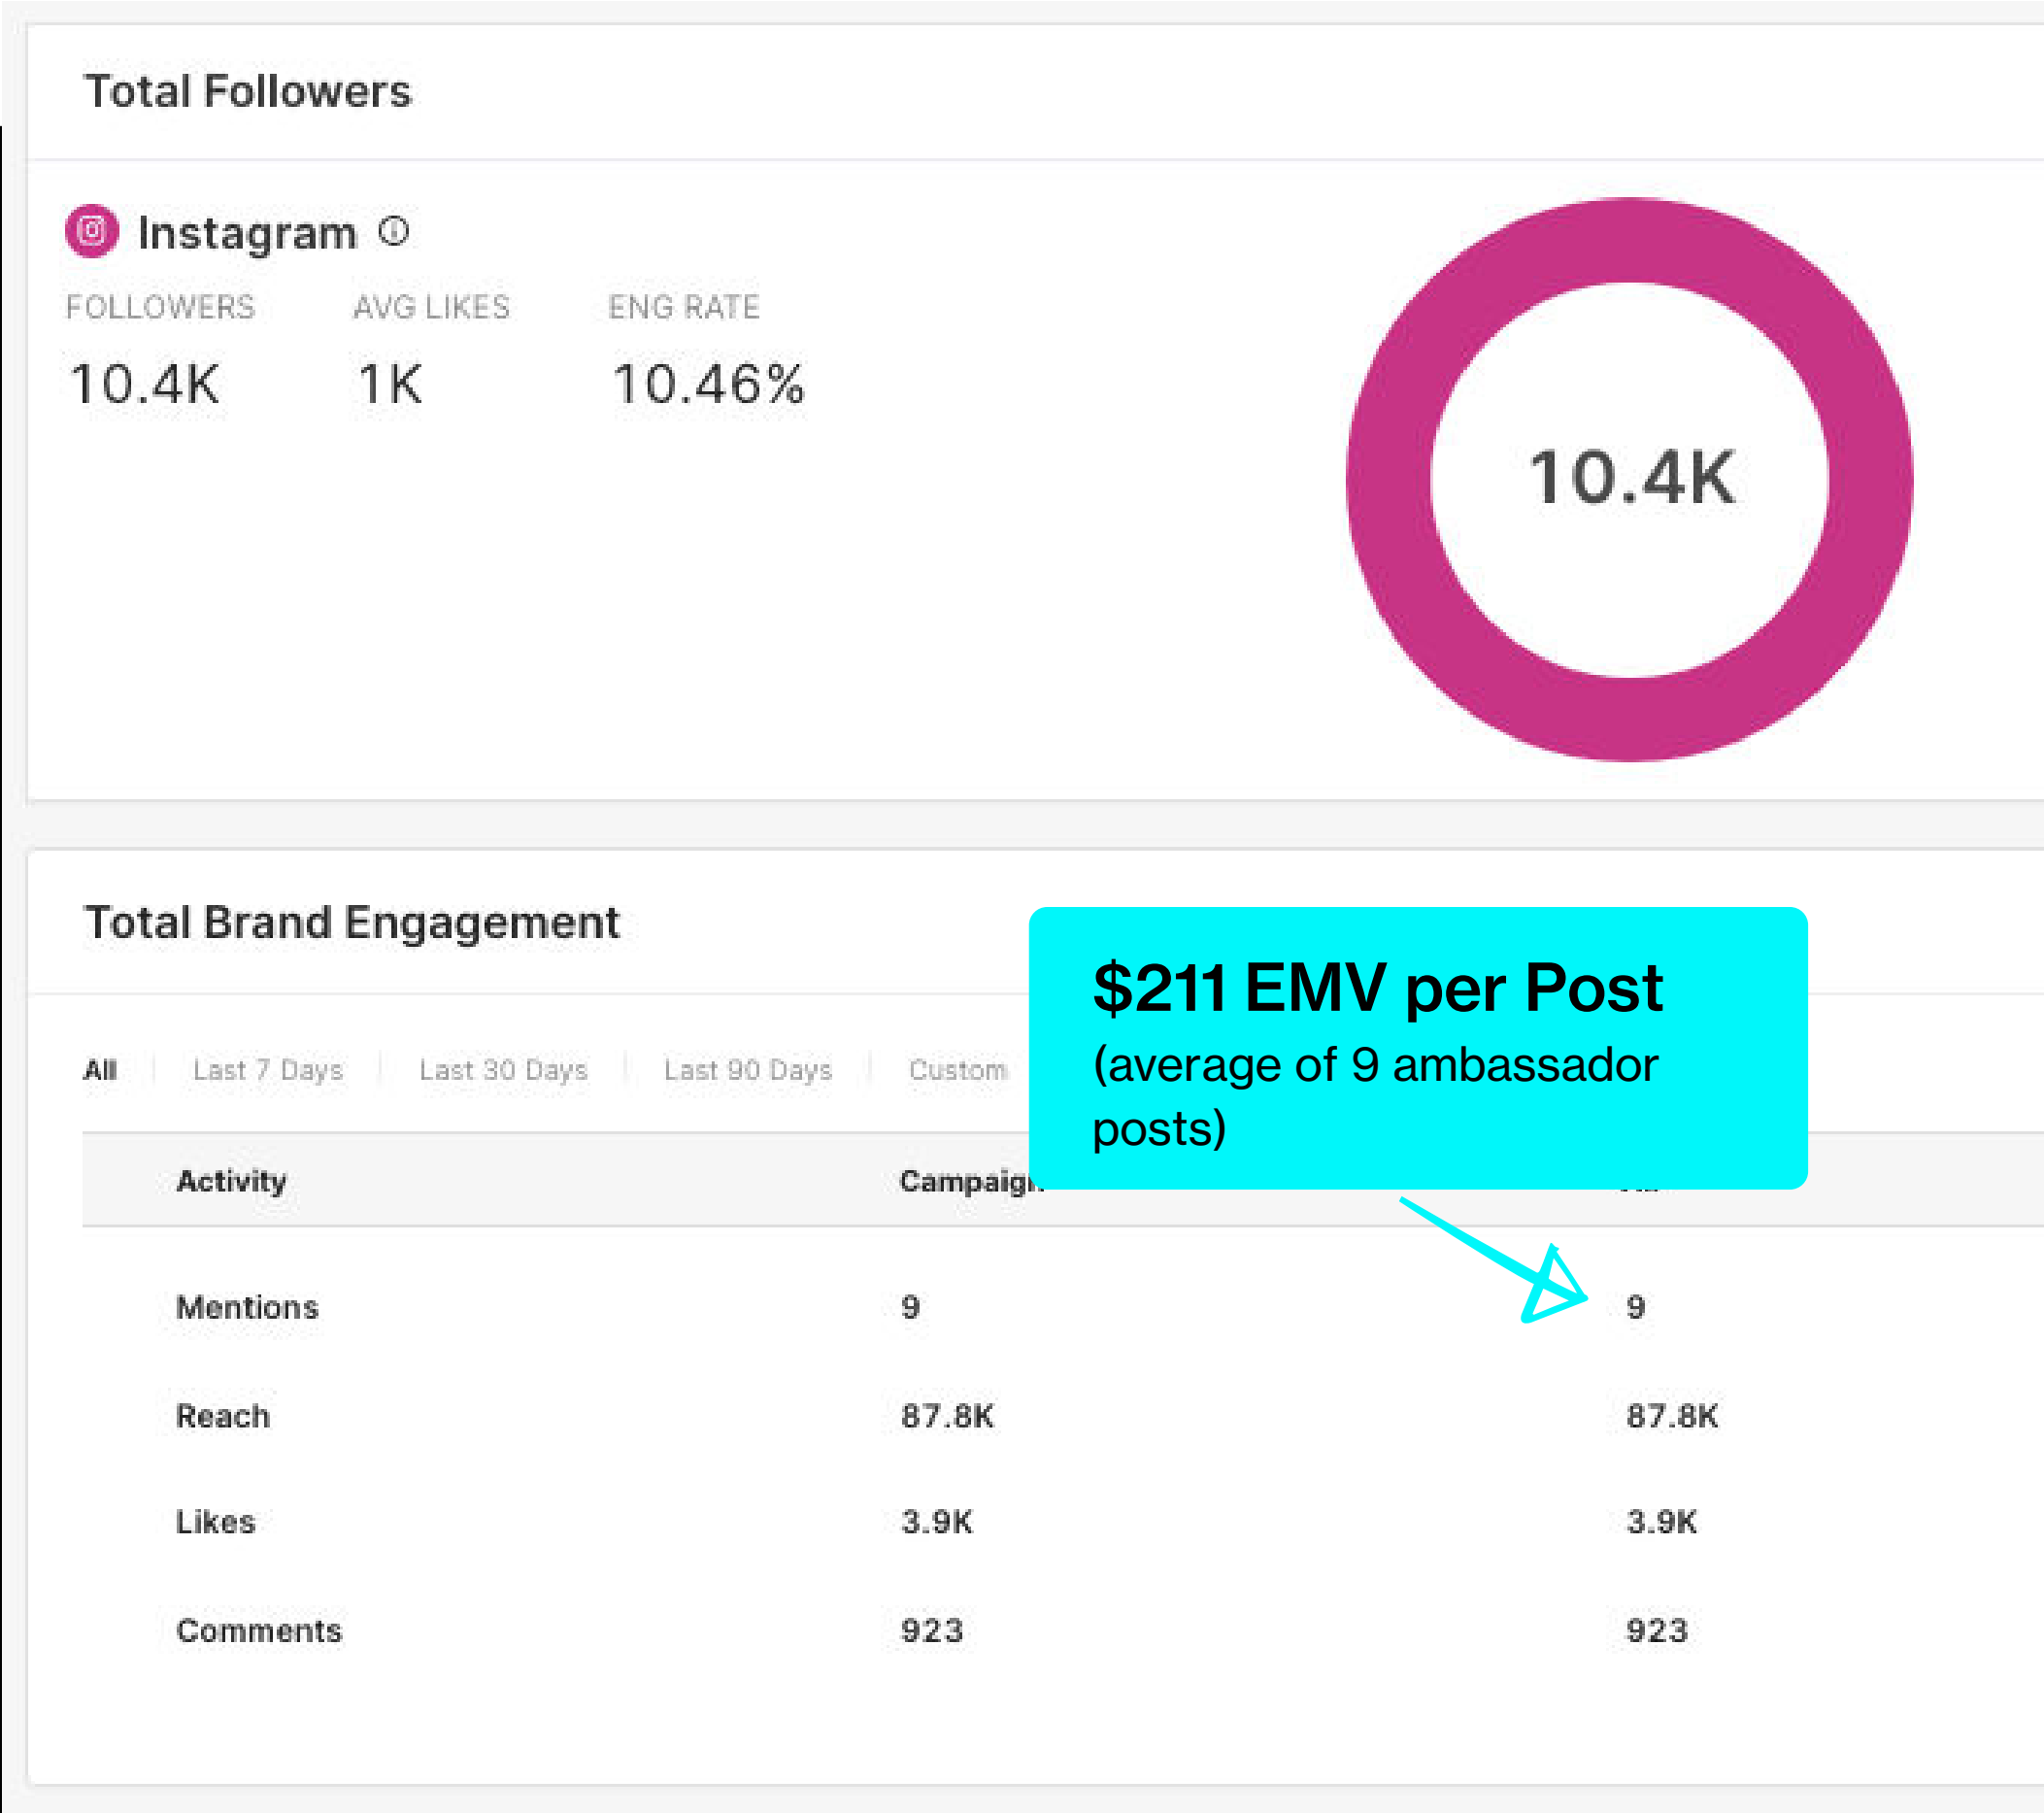 Total Followers
Instagram
FOLLOWERS AVG LIKES ENG RATE
10.4K 1K 10.46%
10.4K
Total Brand Engagement
$211 EMV per Post
(average of 9 ambassador
posts)
All Last 7 Days Last 30 Days Last 90 Days Custom
Activity Campaign
Mentions 9 9
Reach 87.8K 87.8K
Likes 3.9K 3.9K
Comments 923 923